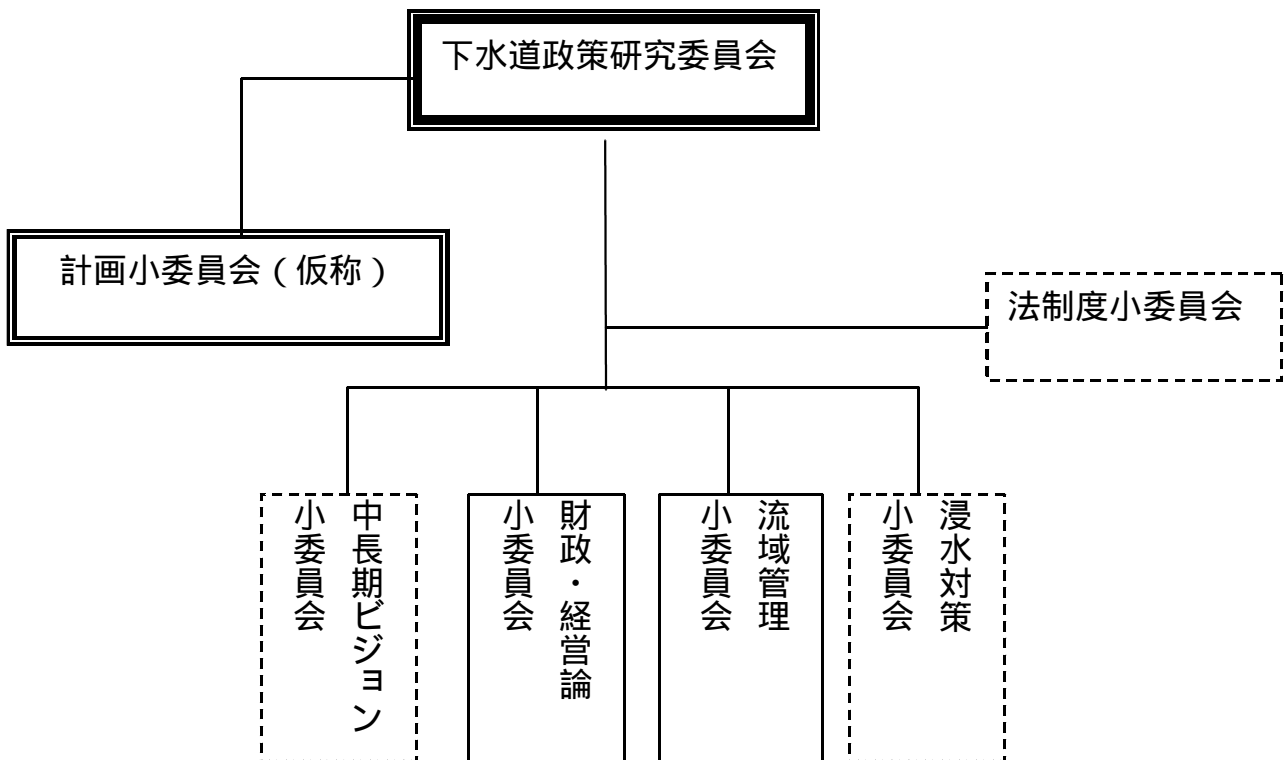 下水道政策研究委員会
計画小委員会（仮称）
法制度小委員会
中長期ビジョン
小委員会
財政・経営論
小委員会
流域管理
小委員会
浸水対策
小委員会